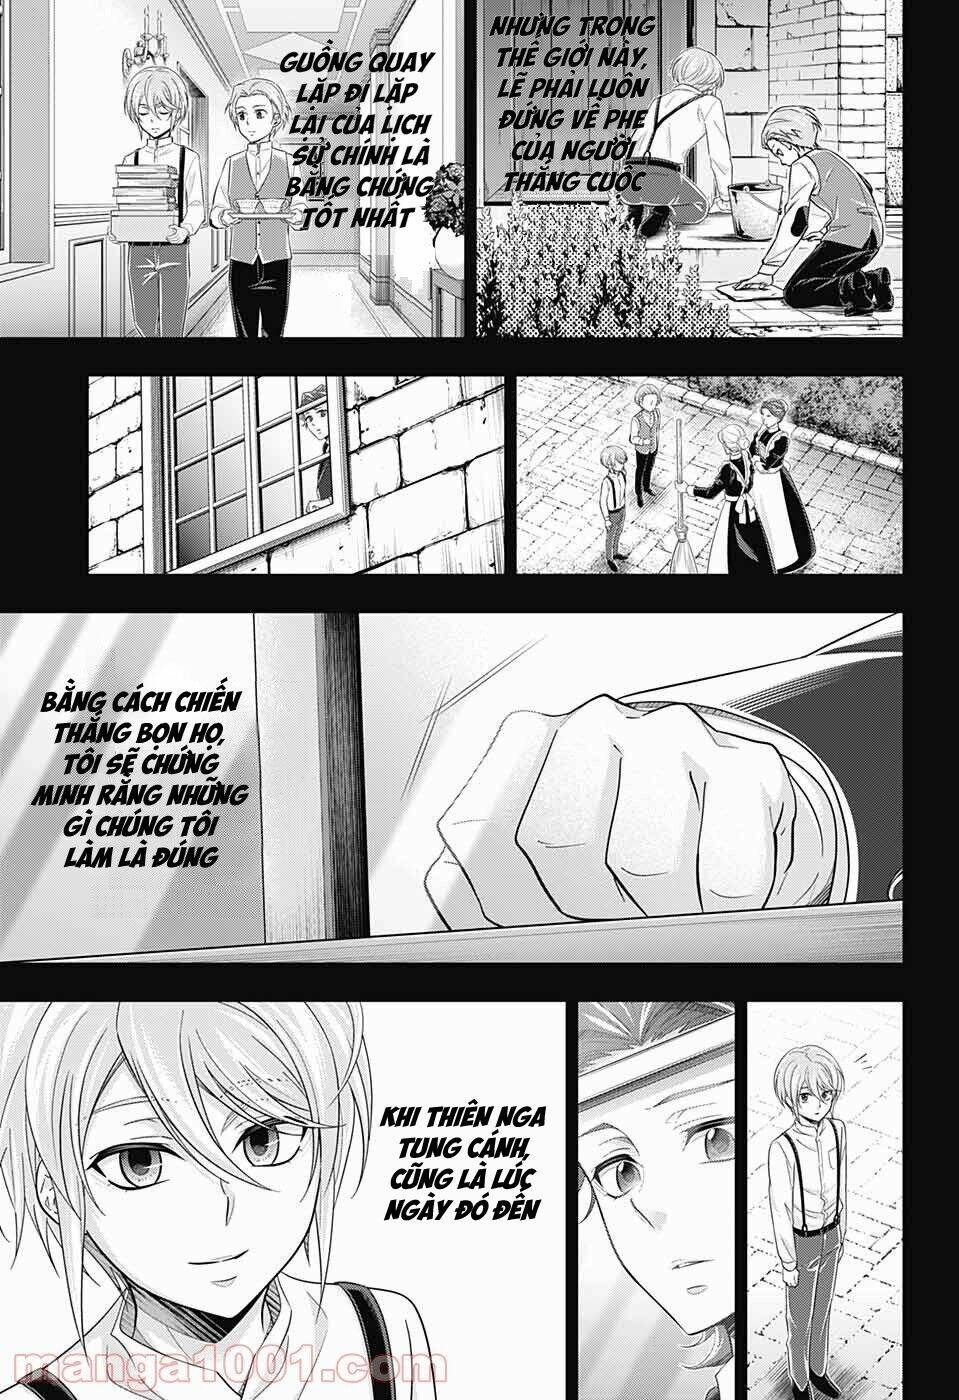 NHƯNG TRONG
THẾ GIỚI NÀY,
LẼ PHẢI LUÔN
ĐỨNG VỀ PHE
CỦA NGƯỜI
THẮNG CUỘC
GUỒNG QUAY
LẶP ĐI LẶP
LẠI CỦA LỊCH
SỬ CHÍNH LÀ
BẰNG CHỨNG
TỐT NHẤT
BẰNG CÁCH CHIẾN
THẮNG BỌN HỌ,
TÔI SẼ CHỨNG
MINH RẰNG NHỮNG
GÌ CHÚNG TÔI
LÀM LÀ ĐÚNG
KHI THIÊN NGA
TUNG CÁNH,
CŨNG LÀ LÚC
NGÀY ĐÓ ĐẾN
manga1001.com